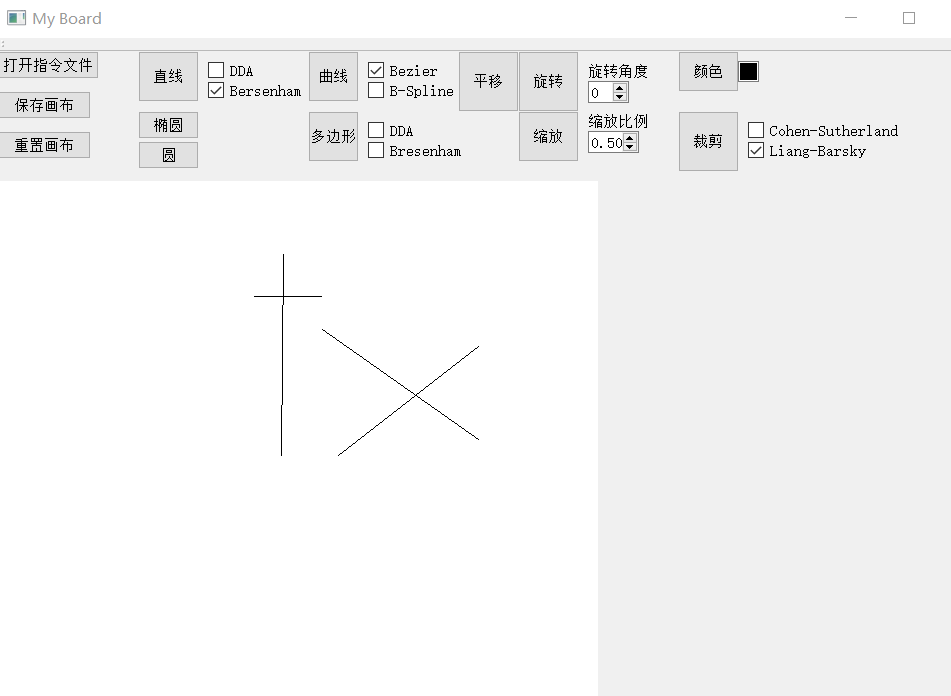 My Board
打开指令文件
保存画布
重置画布
直线
DDA
Bersenham
椭圆
圆
曲线
Bezier
B-Spline
多边形
DDA
Bresenham
平移
旋转
旋转角度
0
缩放
缩放比例
0.50
颜色
裁剪
Cohen-Sutherland
Liang-Barsky